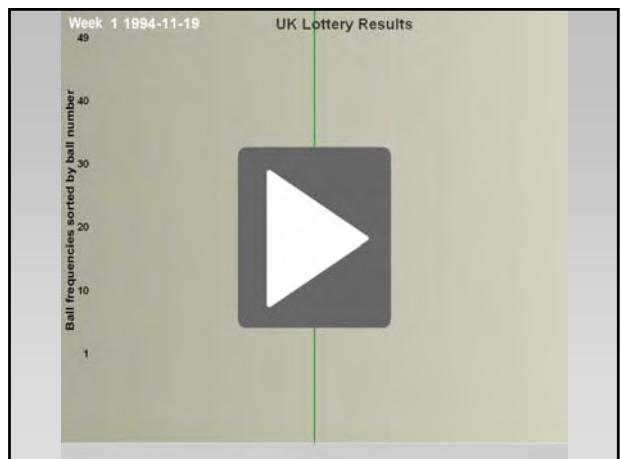 Week 1 1994-11-19
UK Lottery Results
49
40
30
20
10
1
Ball frequencies sorted by ball number